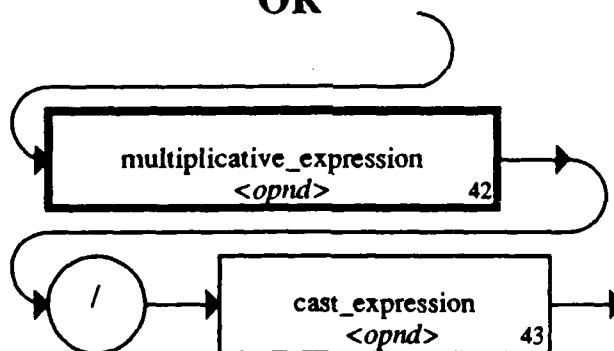 OR
multiplicative_expression
<opnd>
42
/
cast_expression
<opnd>
43